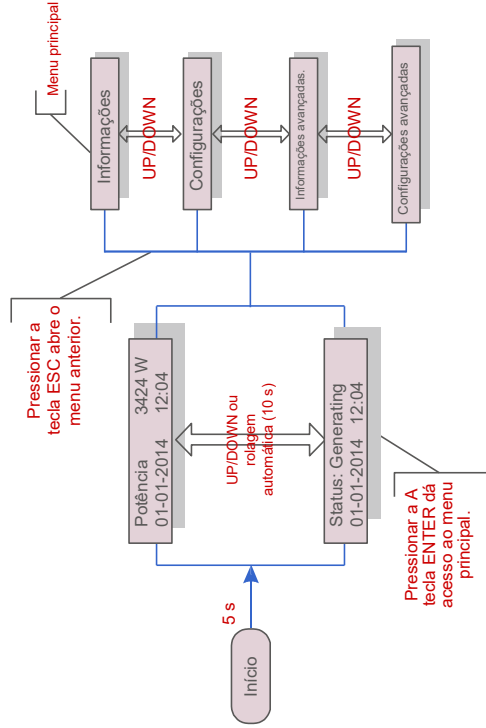 Início
5 s
Potência 3424 W
01-01-2014 12:04
UP/DOWN ou
rolagem
automática (10 s)
Status: Generating
01-01-2014 12:04
Pressionar a
tecla ESC abre o
menu anterior.
Pressionar a A
tecla ENTER dá
acesso ao menu
principal.
Menu principal
Informações
UP/DOWN
Configurações
UP/DOWN
Informações avançadas.
UP/DOWN
Configurações avançadas